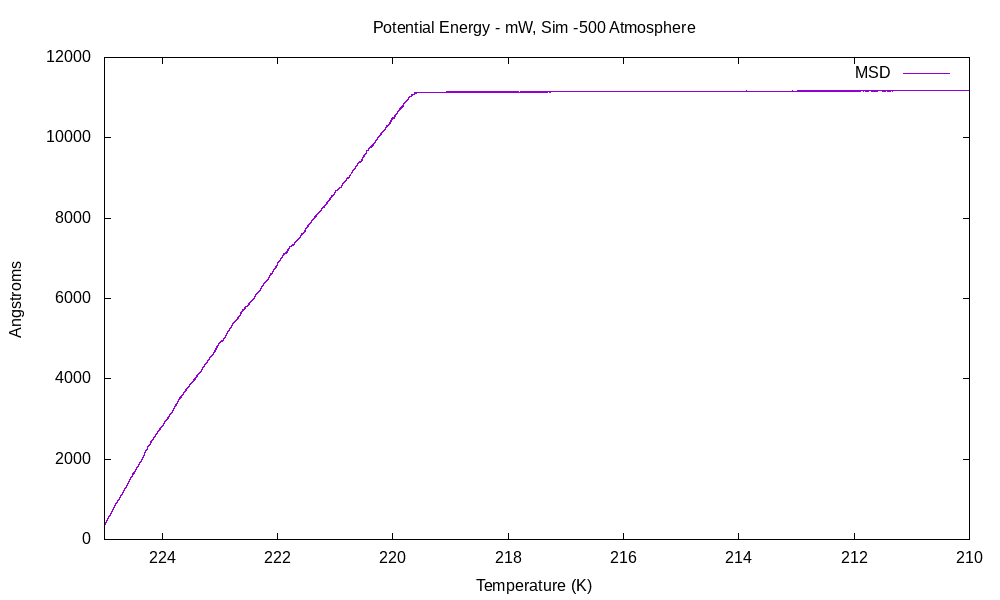 Potential Energy - mW, Sim -500 Atmosphere
MSD
12000
10000
8000
6000
4000
2000
0
Angstroms
224 222 220 218 216 214 212 210
Temperature (K)